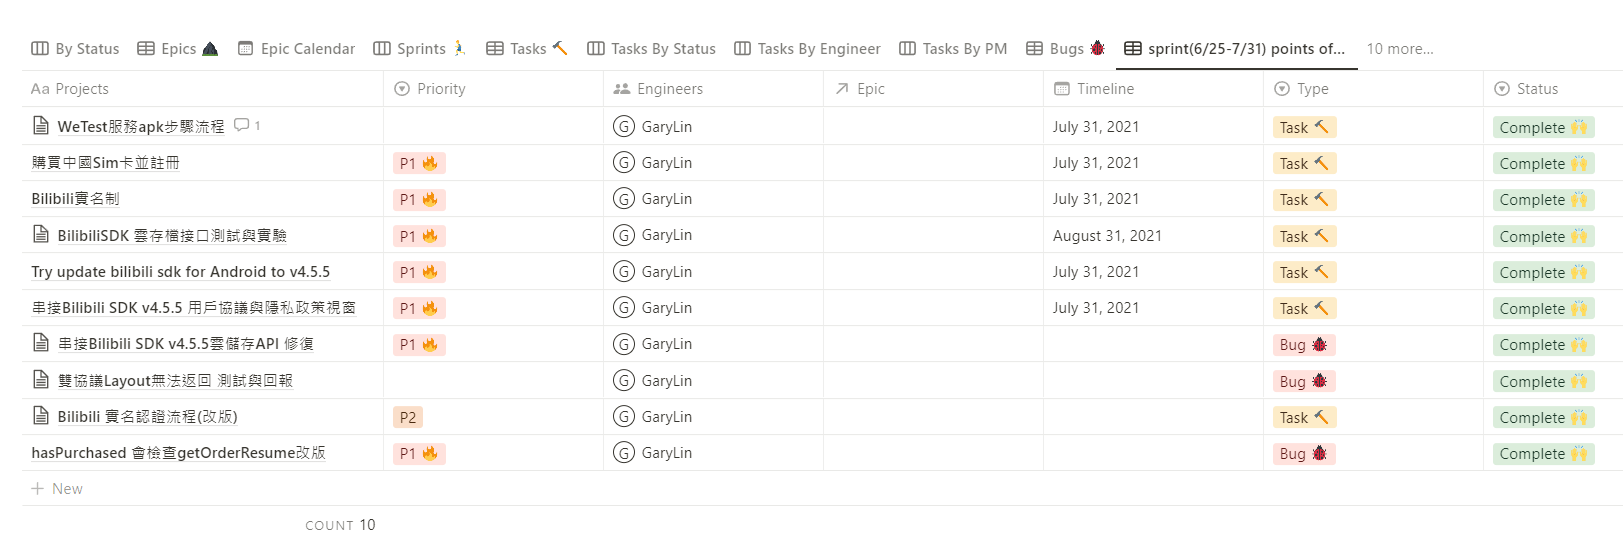 By Status Epics Epic Calendar Sprints Tasks Tasks By Status Tasks By Engineer Tasks By PM Bugs sprint(6/25-7/31) points of... 10 more...
Aa Projects Priority Engineers Epic Timeline Type Status
WeTest服務apk步驟流程 1 G GaryLin July 31, 2021 Task Complete
購買中國Sim卡並註冊 P1 G GaryLin July 31, 2021 Task Complete
Bilibili實名制 P1 G GaryLin July 31, 2021 Task Complete
BilibiliSDK 雲存檔接口測試與實驗 P1 G GaryLin August 31, 2021 Task Complete
Try update bilibili sdk for Android to v4.5.5 P1 G GaryLin July 31, 2021 Task Complete
串接Bilibili SDK v4.5.5 用戶協議與隱私政策視窗 P1 G GaryLin July 31, 2021 Task Complete
串接Bilibili SDK v4.5.5雲儲存API 修復 P1 G GaryLin Bug Complete
雙協議Layout無法返回 測試與回報 G GaryLin Bug Complete
Bilibili 實名認證流程(改版) P2 G GaryLin Task Complete
hasPurchased 會檢查getOrderResume改版 P1 G GaryLin Bug Complete
+ New
COUNT 10